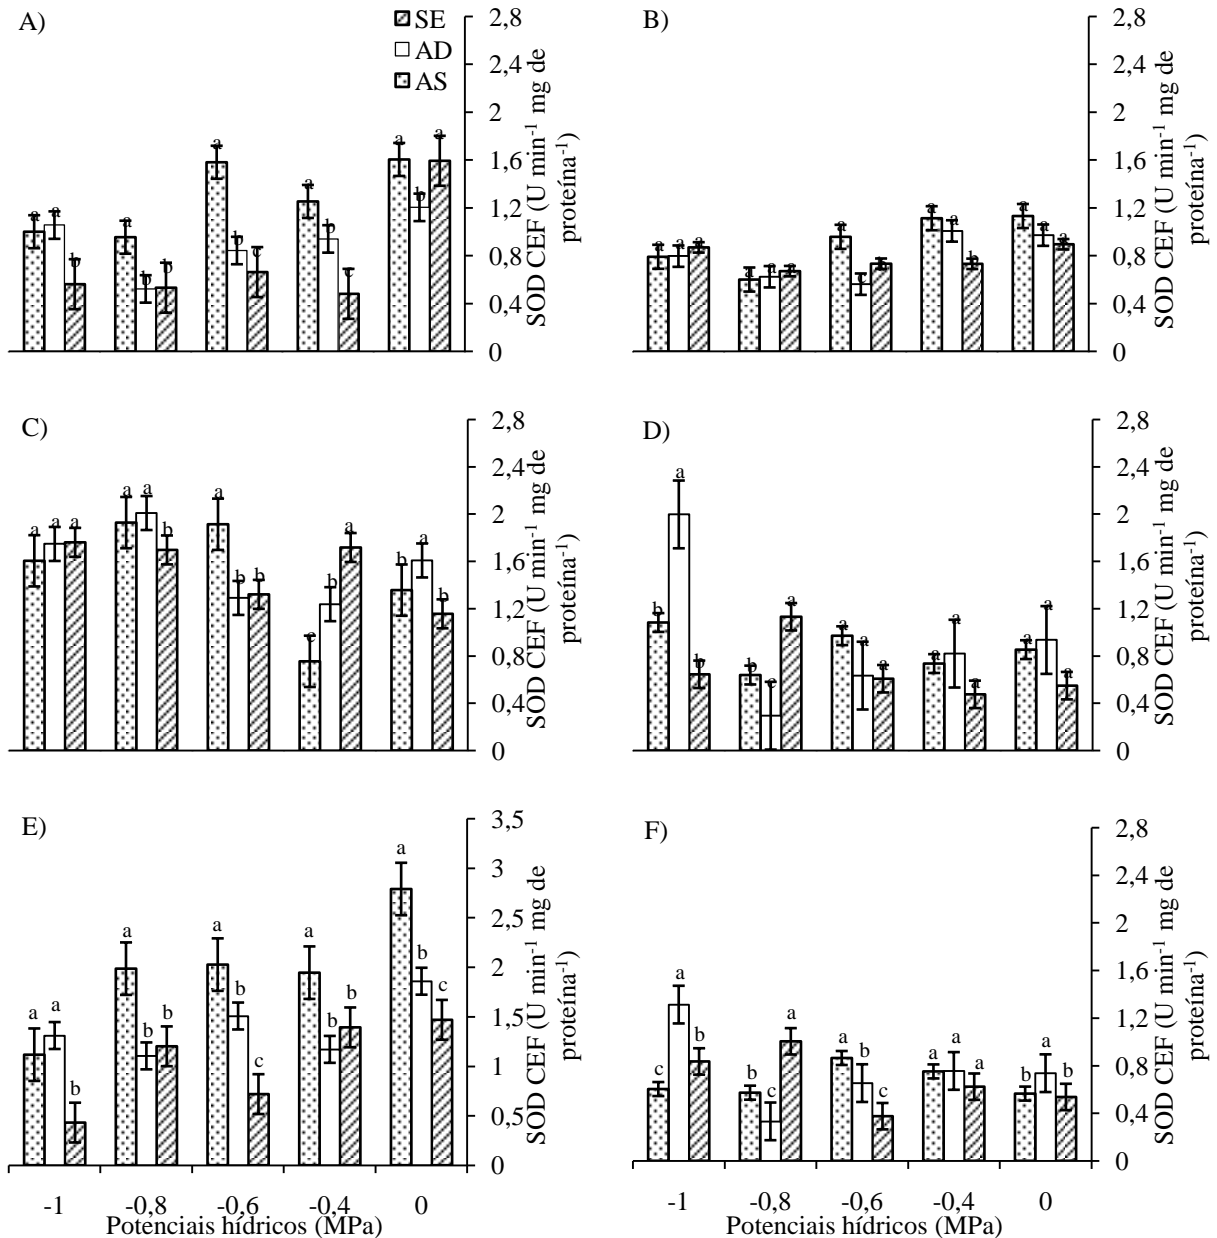 A)
SE
AD
AS
2,8
2,4
2
1,6
1,2
0,8
0,4
0
SOD CEF (U min⁻¹ mg de
proteína⁻¹)
a a b
a b b
a b c
a b c
a b a
B)
2,8
2,4
2
1,6
1,2
0,8
0,4
0
SOD CEF (U min⁻¹ mg de
proteína⁻¹)
a a a
a a a
a c b
a a b
a a a
C)
2,8
2,4
2
1,6
1,2
0,8
0,4
0
SOD CEF (U min⁻¹ mg de
proteína⁻¹)
a a a
a a b
a b b
c b a
b a b
D)
2,8
2,4
2
1,6
1,2
0,8
0,4
0
SOD CEF (U min⁻¹ mg de
proteína⁻¹)
b a b
b c a
a a a
a a a
a a a
E)
3,5
3
2,5
2
1,5
1
0,5
0
SOD CEF (U min⁻¹ mg de
proteína⁻¹)
a a b
a b b
a b c
a b b
a b c
-1 -0,8 -0,6 -0,4 0
Potenciais hídricos (MPa)
F)
2,8
2,4
2
1,6
1,2
0,8
0,4
0
SOD CEF (U min⁻¹ mg de
proteína⁻¹)
c a b
b c a
a b c
a a a
b a b
-1 -0,8 -0,6 -0,4 0
Potenciais hídricos (MPa)